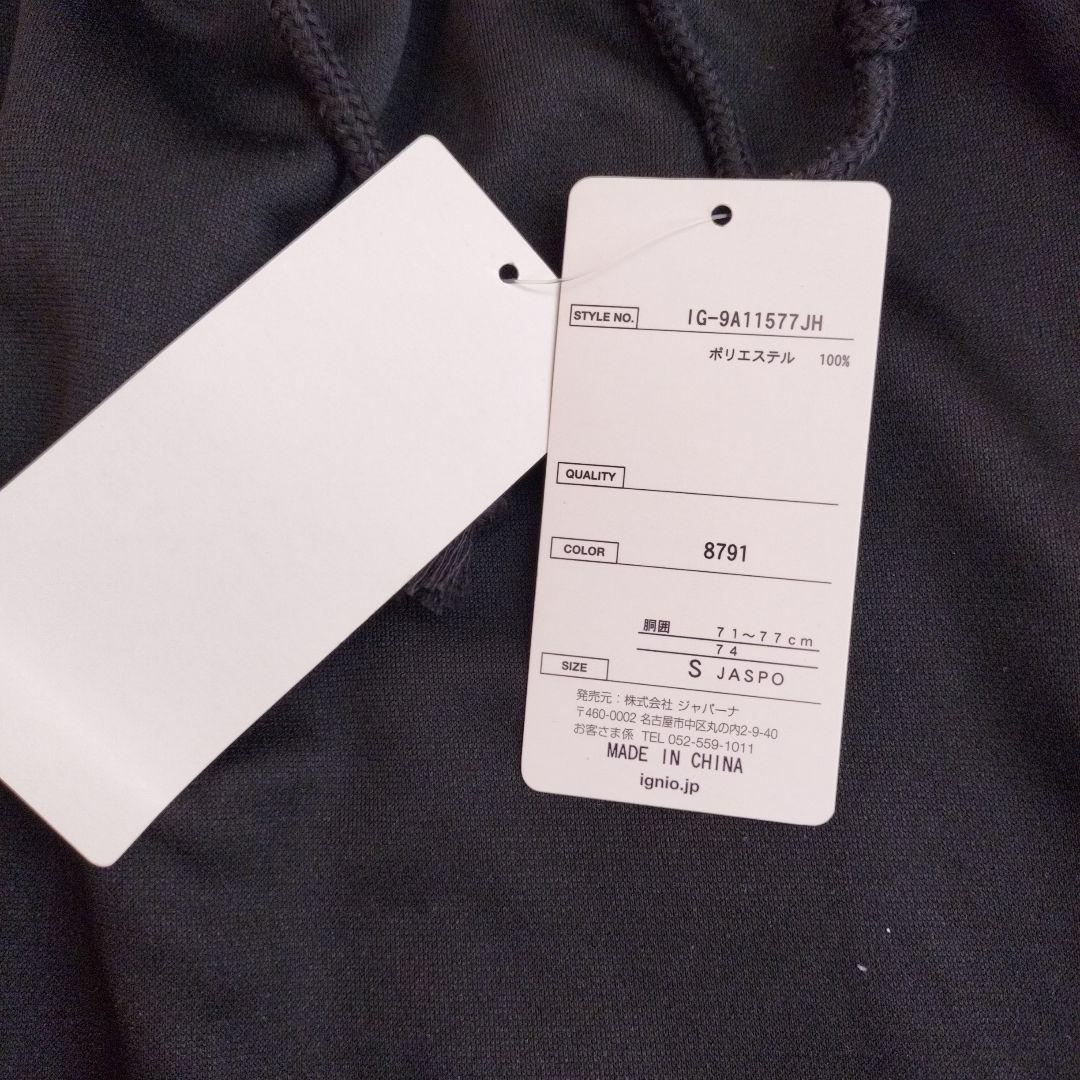 STYLE NO. IG-9A11577JH
ポリエステル 100%
QUALITY
COLOR 8791
胴囲 71～77cm
74
SIZE S JASPO
発売元：株式会社 ジャパーナ
〒460-0002 名古屋市中区丸の内2-9-40
お客さま係 TEL 052-559-1011
MADE IN CHINA
ignio.jp